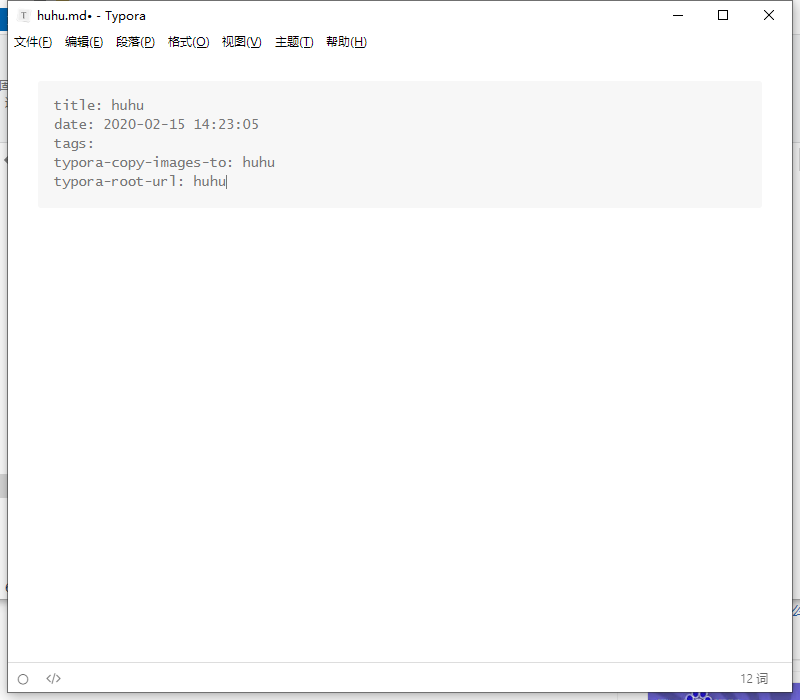 T huhu.md• - Typora
文件(F) 编辑(E) 段落(P) 格式(O) 视图(V) 主题(T) 帮助(H)
title: huhu
date: 2020-02-15 14:23:05
tags:
typora-copy-images-to: huhu
typora-root-url: huhu
</> 12 词